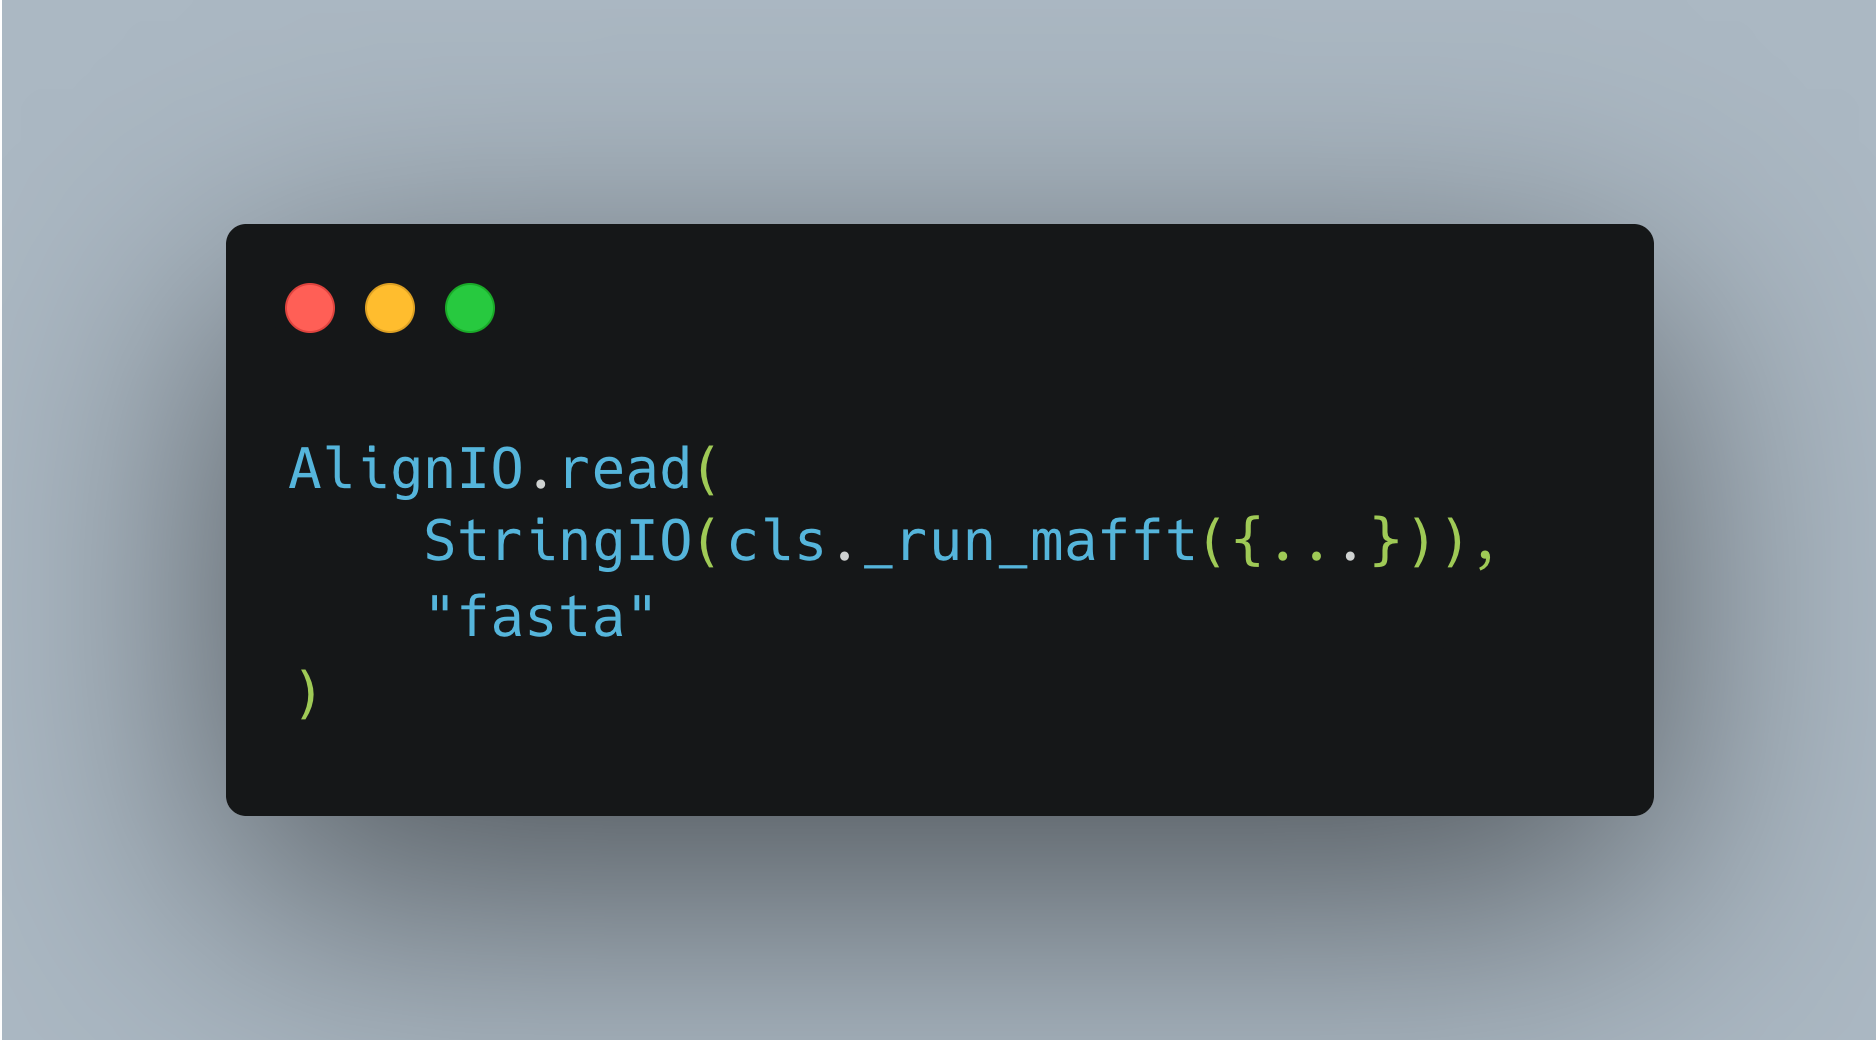 AlignIO.read(
    StringIO(cls._run_mafft({...})),
    "fasta"
)